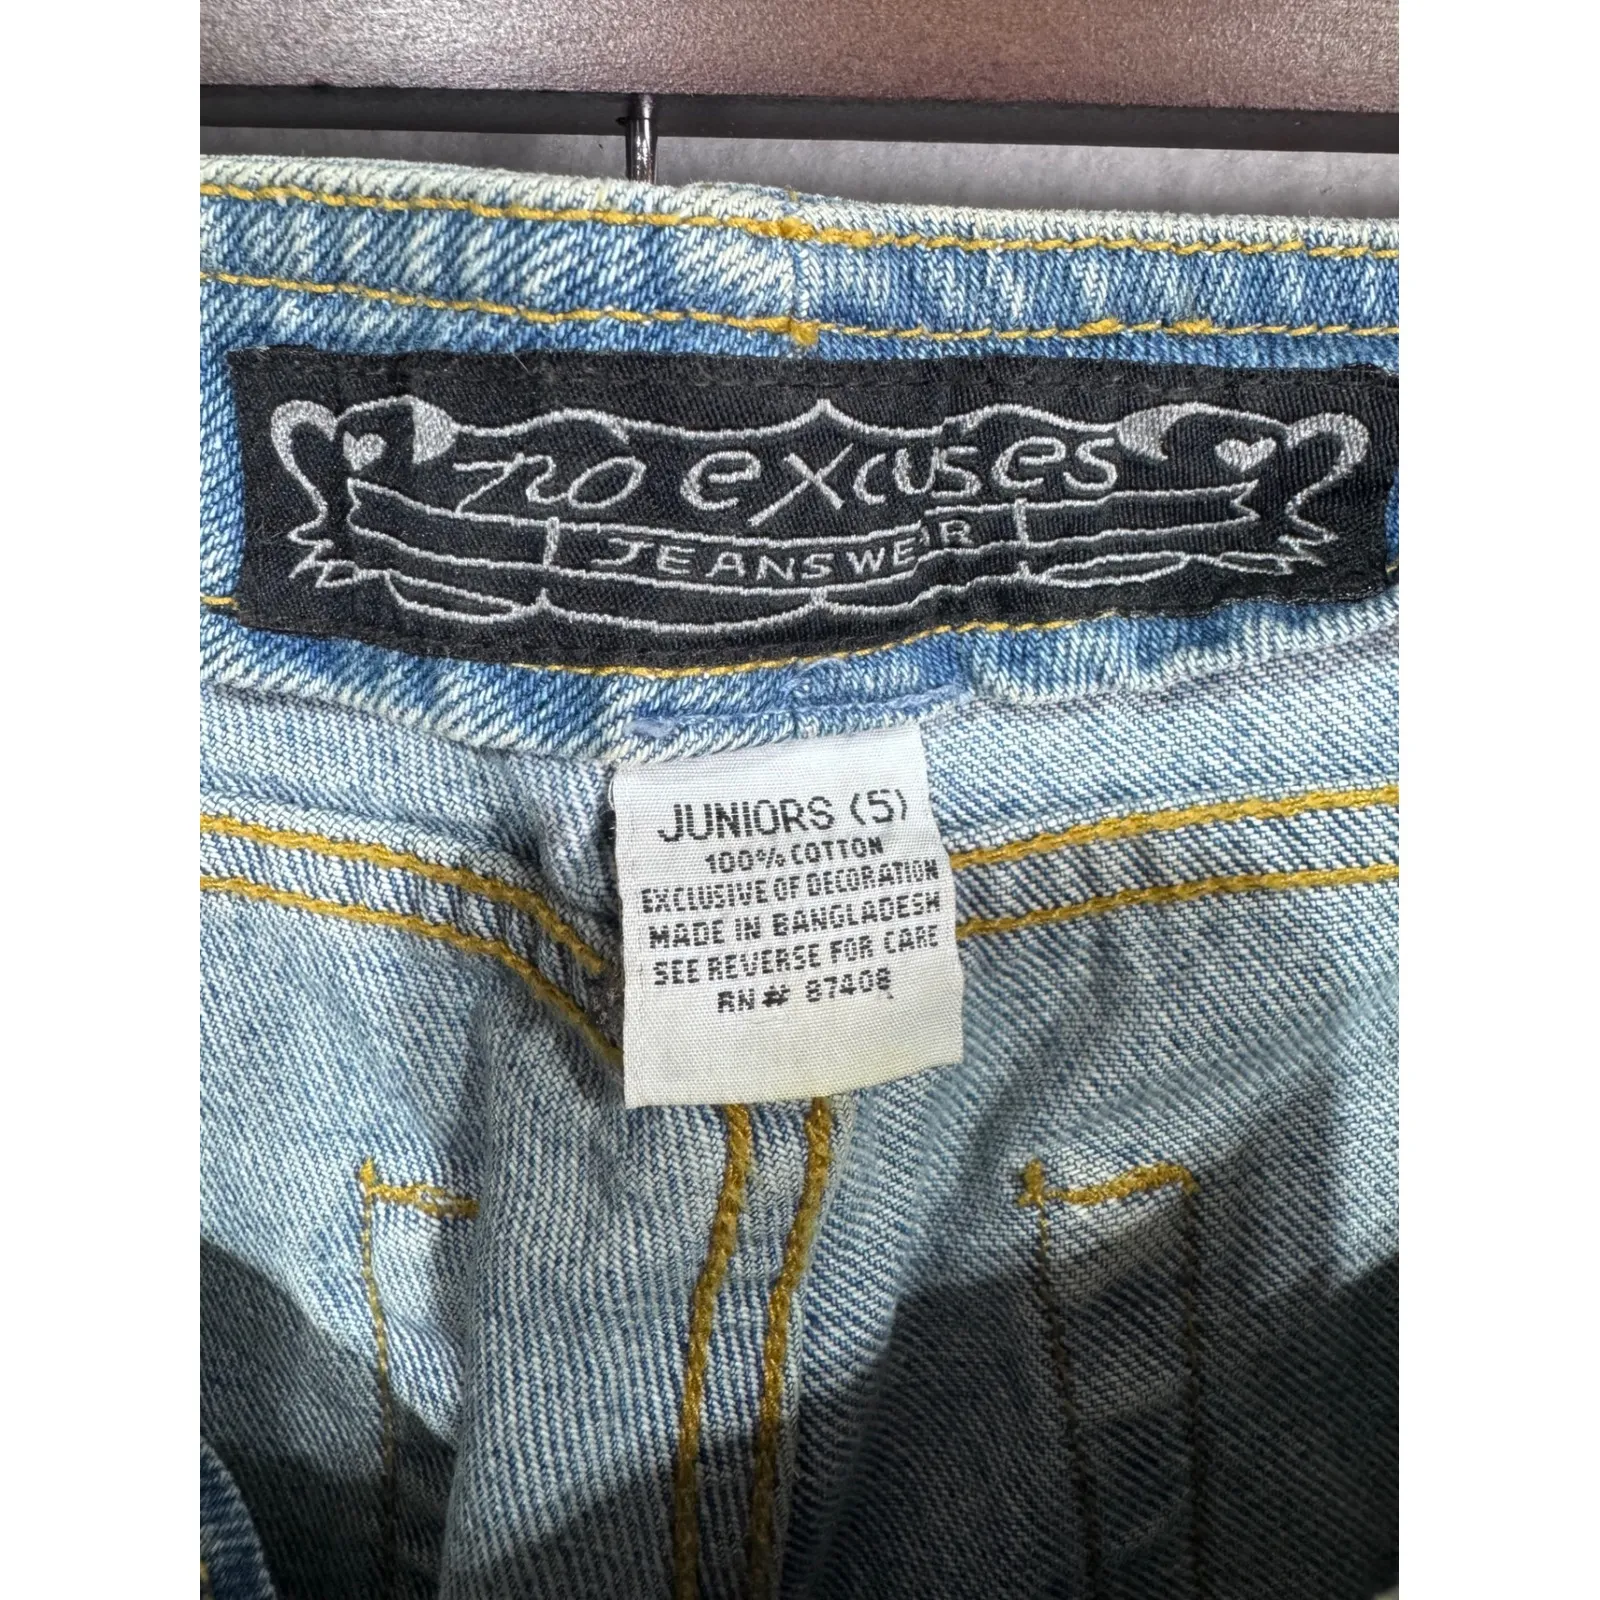 no excuses
JEANSWEAR
JUNIORS (5)
100% COTTON
EXCLUSIVE OF DECORATION
MADE IN BANGLADESH
SEE REVERSE FOR CARE
RN # 87408